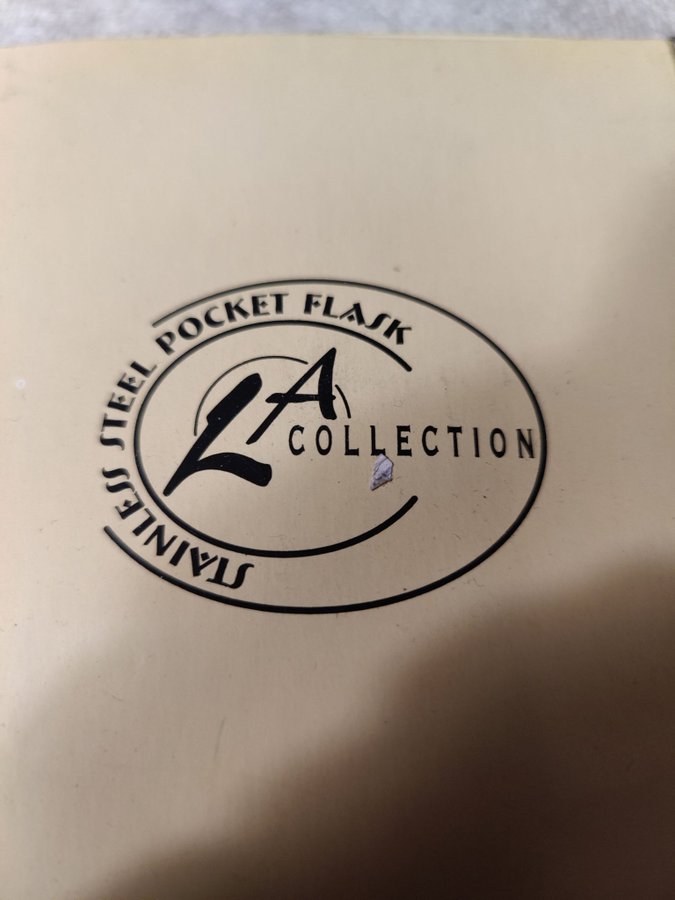 STAINLESS STEEL POCKET FLASK
LA
COLLECTION